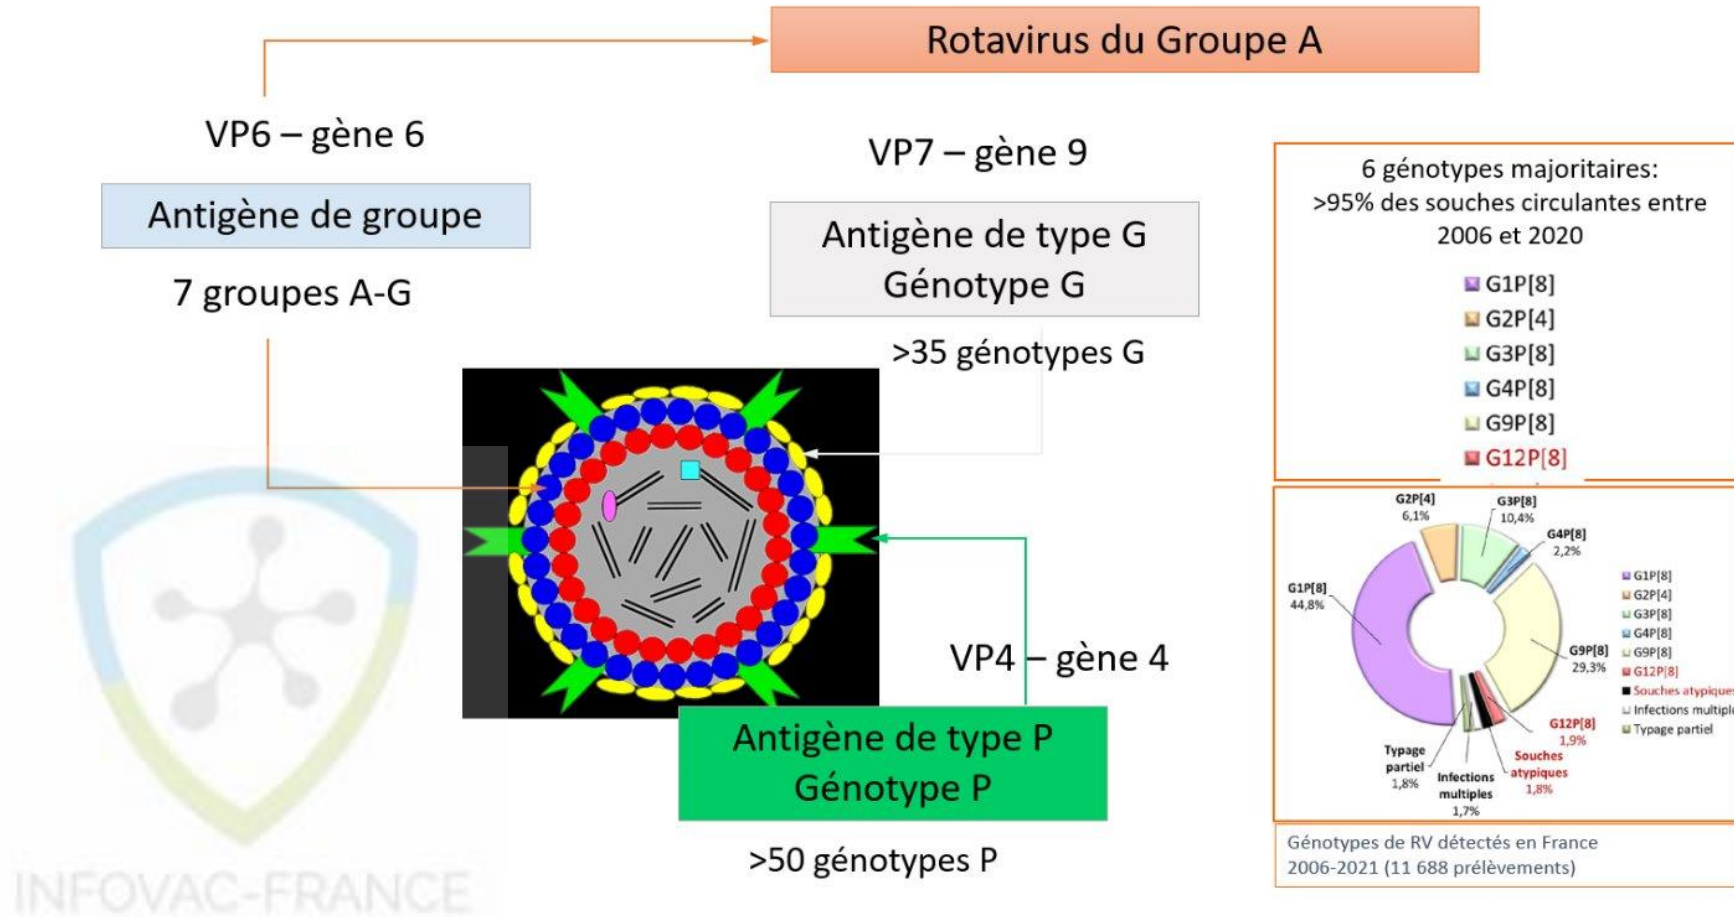 Rotavirus du Groupe A
VP6 – gène 6
Antigène de groupe
7 groupes A-G
VP7 – gène 9
Antigène de type G
Génotype G
>35 génotypes G
VP4 – gène 4
Antigène de type P
Génotype P
>50 génotypes P
6 génotypes majoritaires:
>95% des souches circulantes entre
2006 et 2020
G1P[8]
G2P[4]
G3P[8]
G4P[8]
G9P[8]
G12P[8]
G2P[4]
6,1%
G3P[8]
10,4%
G4P[8]
2,2%
G1P[8]
44,8%
G9P[8]
29,3%
G12P[8]
1,9%
Souches
atypiques
1,8%
Infections
multiples
1,7%
Typage
partiel
1,8%
G1P[8]
G2P[4]
G3P[8]
G4P[8]
G9P[8]
G12P[8]
Souches atypiques
Infections multiple
Typage partiel
Génotypes de RV détectés en France
2006-2021 (11 688 prélèvements)
INFOVAC-FRANCE